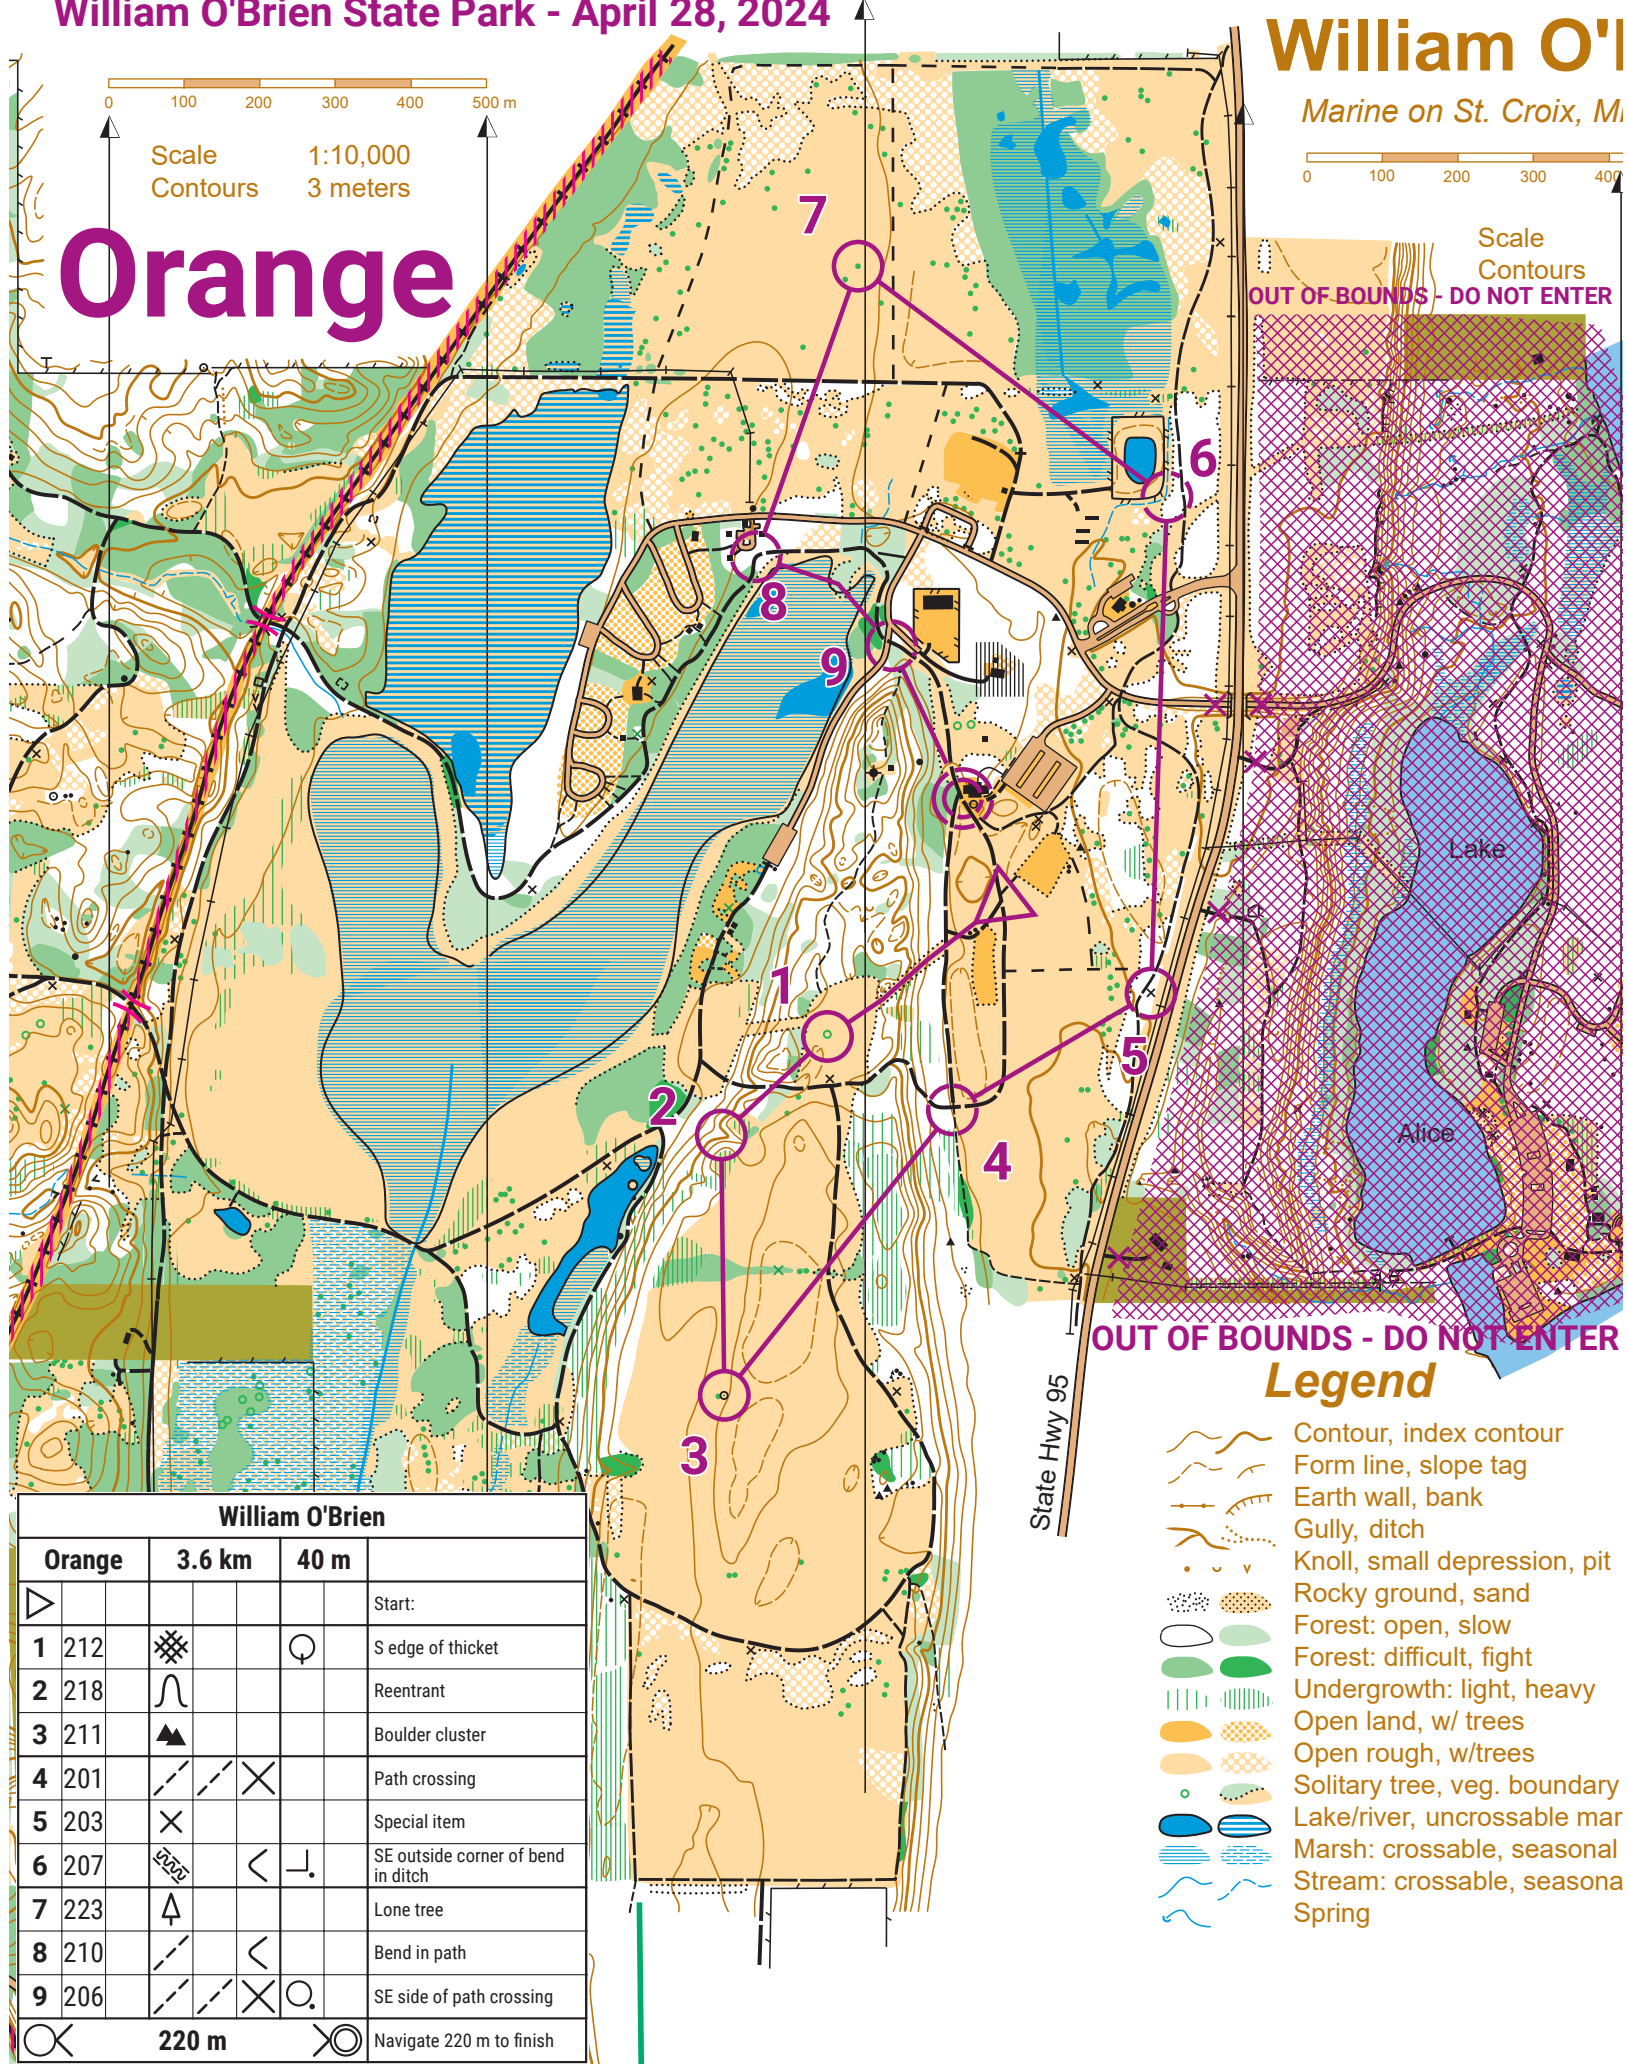 William O'Brien State Park - April 28, 2024
William O'
Marine on St. Croix,
0 100 200 300 400 500 m
Scale 1:10,000
Contours 3 meters
Orange
0 100 200 300 400
Scale
Contours
OUT OF BOUNDS - DO NOT ENTER
7
6
8
9
Lake
1
5
2
4
Alice
3
OUT OF BOUNDS - DO NOT ENTER
State Hwy 95
Legend
Contour, index contour
Form line, slope tag
Earth wall, bank
Gully, ditch
Knoll, small depression, pit
Rocky ground, sand
Forest: open, slow
Forest: difficult, fight
Undergrowth: light, heavy
Open land, w/ trees
Open rough, w/trees
Solitary tree, veg. boundary
Lake/river, uncrossable mar
Marsh: crossable, seasonal
Stream: crossable, seasona
Spring
William O'Brien
Orange 3.6 km 40 m
Start:
1 212 S edge of thicket
2 218 Reentrant
3 211 Boulder cluster
4 201 Path crossing
5 203 Special item
6 207 SE outside corner of bend
in ditch
7 223 Lone tree
8 210 Bend in path
9 206 SE side of path crossing
220 m Navigate 220 m to finish